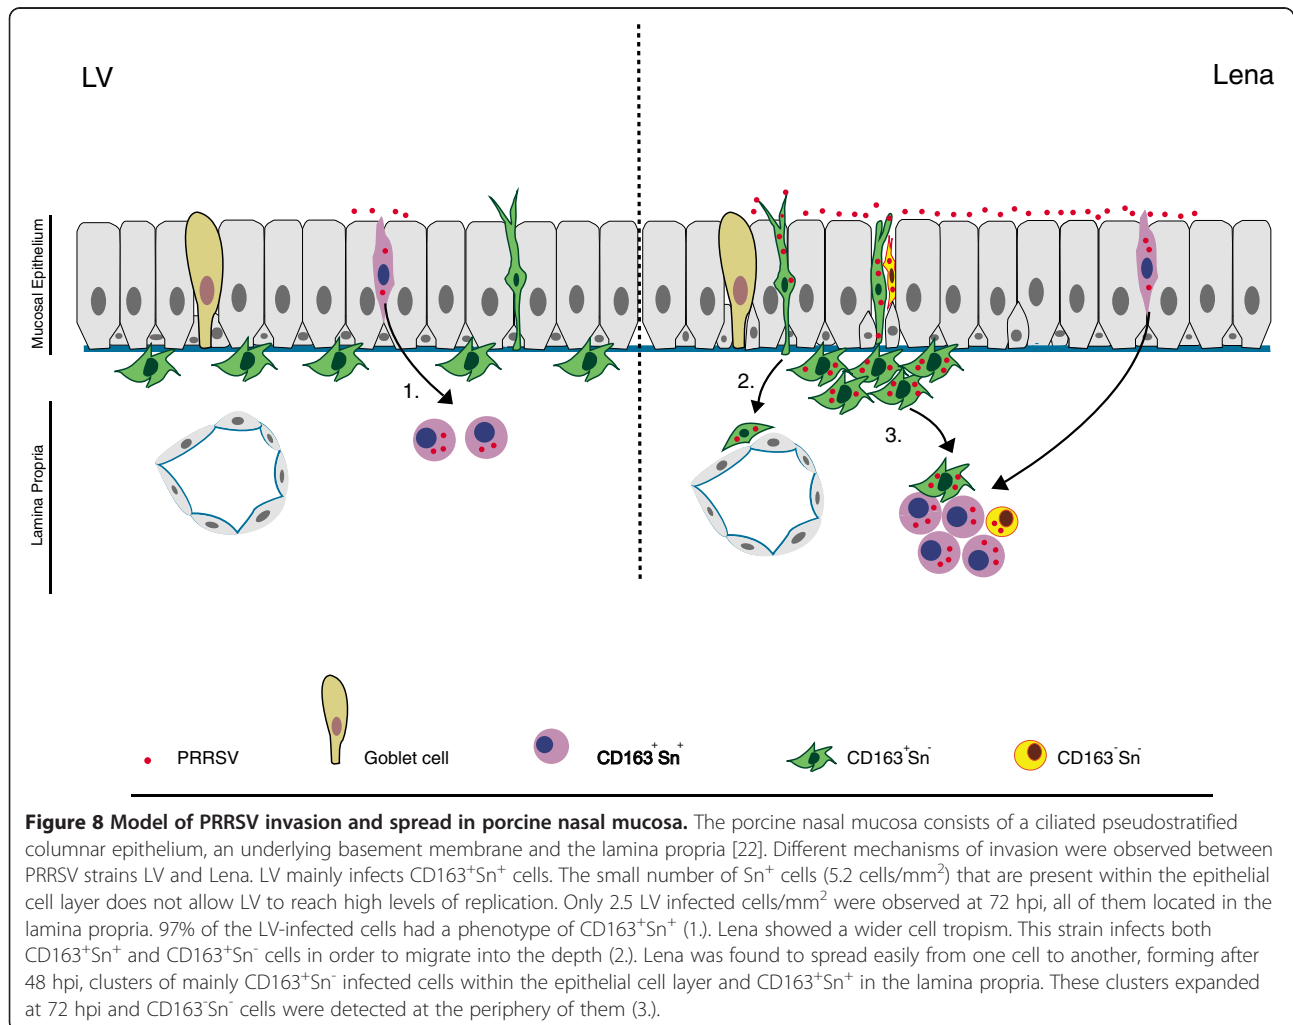 LV
Lena
Mucosal Epithelium
Lamina Propria
1.
2.
3.
PRRSV
Goblet cell
CD163⁺Sn⁺
CD163⁺Sn⁻
CD163⁻Sn⁻
Figure 8 Model of PRRSV invasion and spread in porcine nasal mucosa. The porcine nasal mucosa consists of a ciliated pseudostratified
columnar epithelium, an underlying basement membrane and the lamina propria [22]. Different mechanisms of invasion were observed between
PRRSV strains LV and Lena. LV mainly infects CD163⁺Sn⁺ cells. The small number of Sn⁺ cells (5.2 cells/mm²) that are present within the epithelial
cell layer does not allow LV to reach high levels of replication. Only 2.5 LV infected cells/mm² were observed at 72 hpi, all of them located in the
lamina propria. 97% of the LV-infected cells had a phenotype of CD163⁺Sn⁺ (1.). Lena showed a wider cell tropism. This strain infects both
CD163⁺Sn⁺ and CD163⁺Sn⁻ cells in order to migrate into the depth (2.). Lena was found to spread easily from one cell to another, forming after
48 hpi, clusters of mainly CD163⁺Sn⁻ infected cells within the epithelial cell layer and CD163⁺Sn⁺ in the lamina propria. These clusters expanded
at 72 hpi and CD163⁻Sn⁻ cells were detected at the periphery of them (3.).